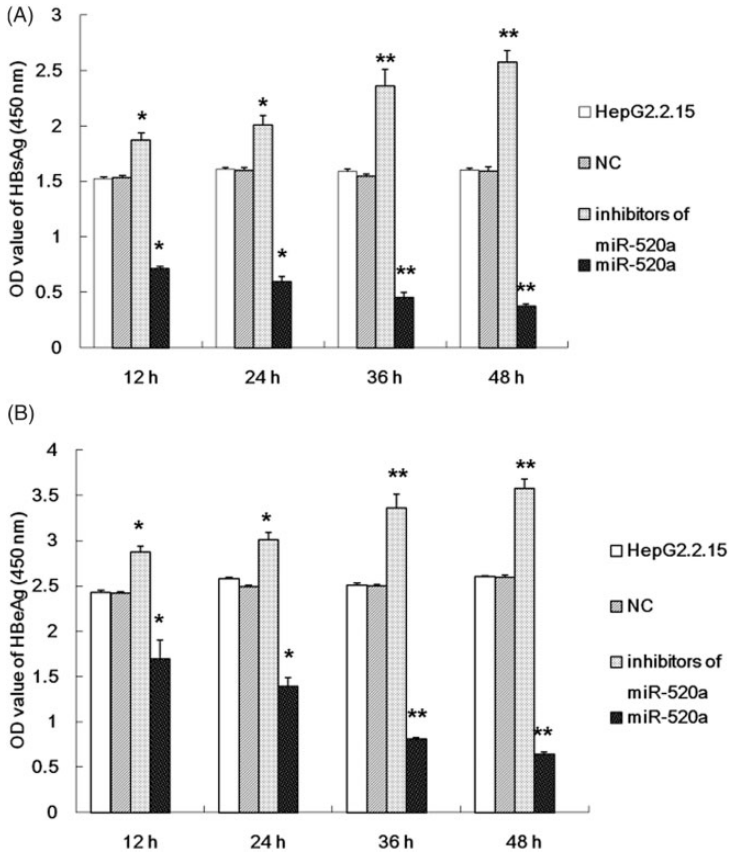 (A)
OD value of HBsAg (450 nm)
3
2.5
2
1.5
1
0.5
0
* * ** **
* * ** **
12 h 24 h 36 h 48 h
HepG2.2.15
NC
inhibitors of
miR-520a
miR-520a
(B)
OD value of HBeAg (450 nm)
4
3.5
3
2.5
2
1.5
1
0.5
0
* * ** **
* * ** **
12 h 24 h 36 h 48 h
HepG2.2.15
NC
inhibitors of
miR-520a
miR-520a